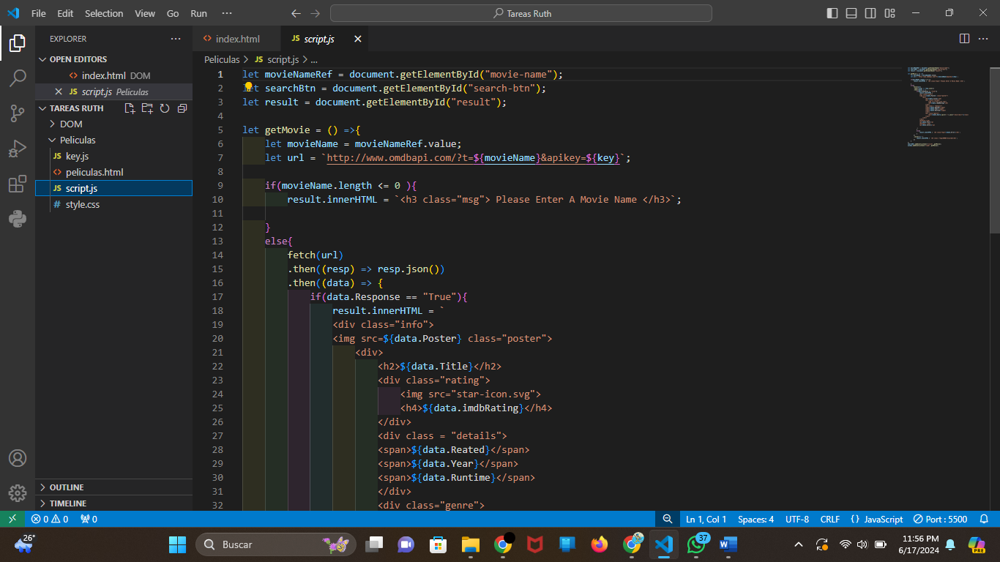 File Edit Selection View Go Run ··· Tareas Ruth
EXPLORER ···
OPEN EDITORS
index.html DOM
script.js Peliculas
TAREAS RUTH
DOM
Peliculas
JS key.js
peliculas.html
JS script.js
# style.css
OUTLINE
TIMELINE
index.html JS script.js
Peliculas > JS script.js > ...
1 let movieNameRef = document.getElementById("movie-name");
2 let searchBtn = document.getElementById("search-btn");
3 let result = document.getElementById("result");
4
5 let getMovie = () =>{
6 let movieName = movieNameRef.value;
7 let url = `http://www.omdbapi.com/?t=${movieName}&apikey=${key}`;
8
9 if(movieName.length <= 0 ){
10 result.innerHTML = `<h3 class="msg"> Please Enter A Movie Name </h3>`;
11
12 }
13 else{
14 fetch(url)
15 .then((resp) => resp.json())
16 .then((data) => {
17 if(data.Response == "True"){
18 result.innerHTML = `
19 <div class="info">
20 <img src=${data.Poster} class="poster">
21 <div>
22 <h2>${data.Title}</h2>
23 <div class="rating">
24 <img src="star-icon.svg">
25 <h4>${data.imdbRating}</h4>
26 </div>
27 <div class = "details">
28 <span>${data.Reated}</span>
29 <span>${data.Year}</span>
30 <span>${data.Runtime}</span>
31 </div>
32 <div class="genre">
0 0 0 Ln 1, Col 1 Spaces: 4 UTF-8 CRLF {} JavaScript Port : 5500
26° Buscar 37 11:56 PM
6/17/2024
PRE